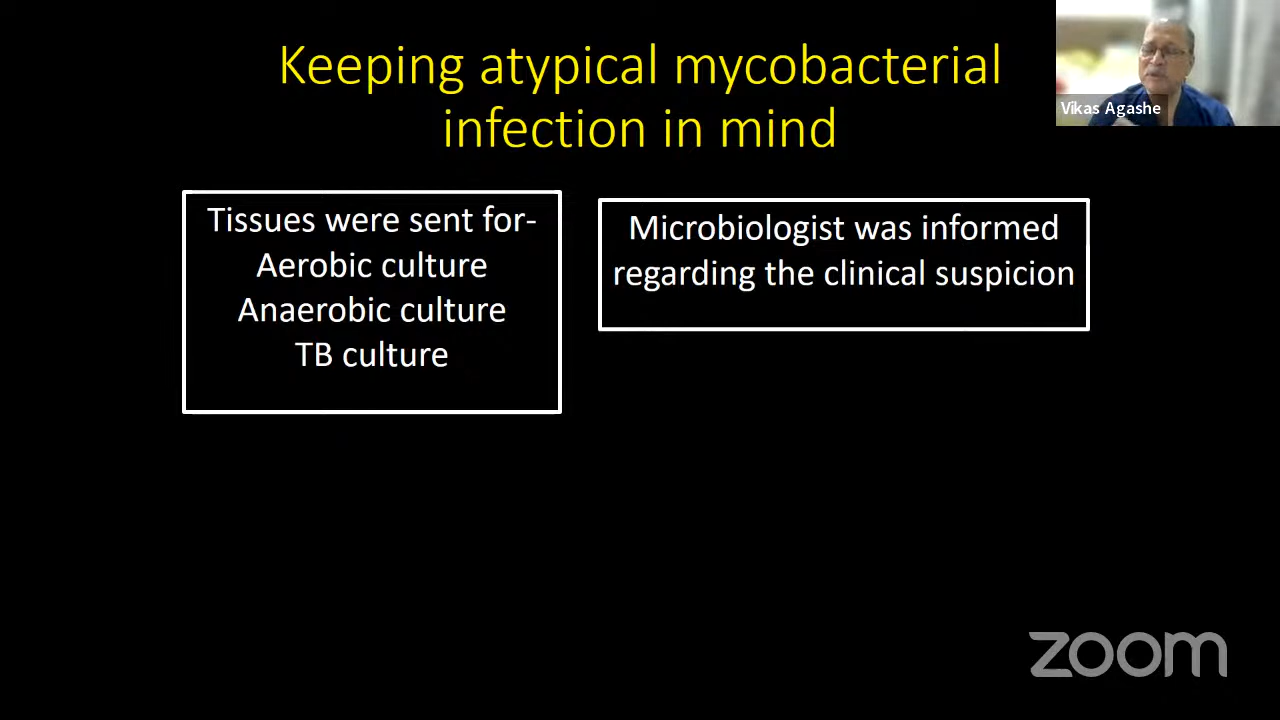 Keeping atypical mycobacterial
infection in mind
Vikas Agashe
Tissues were sent for-
Aerobic culture
Anaerobic culture
TB culture
Microbiologist was informed
regarding the clinical suspicion
zoom